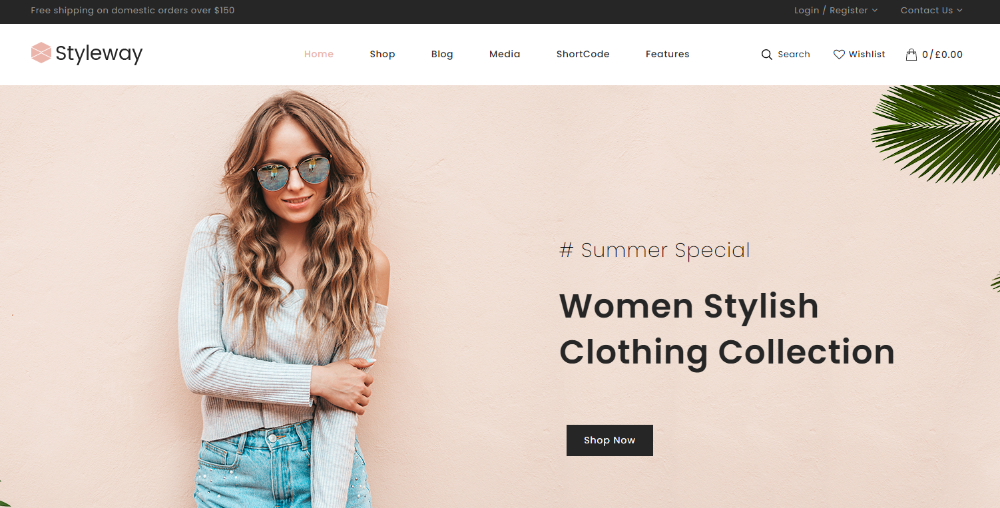 Free shipping on domestic orders over $150
Login / Register
Contact Us
Styleway
Home
Shop
Blog
Media
ShortCode
Features
Search
Wishlist
0/£0.00
# Summer Special
Women Stylish
Clothing Collection
Shop Now